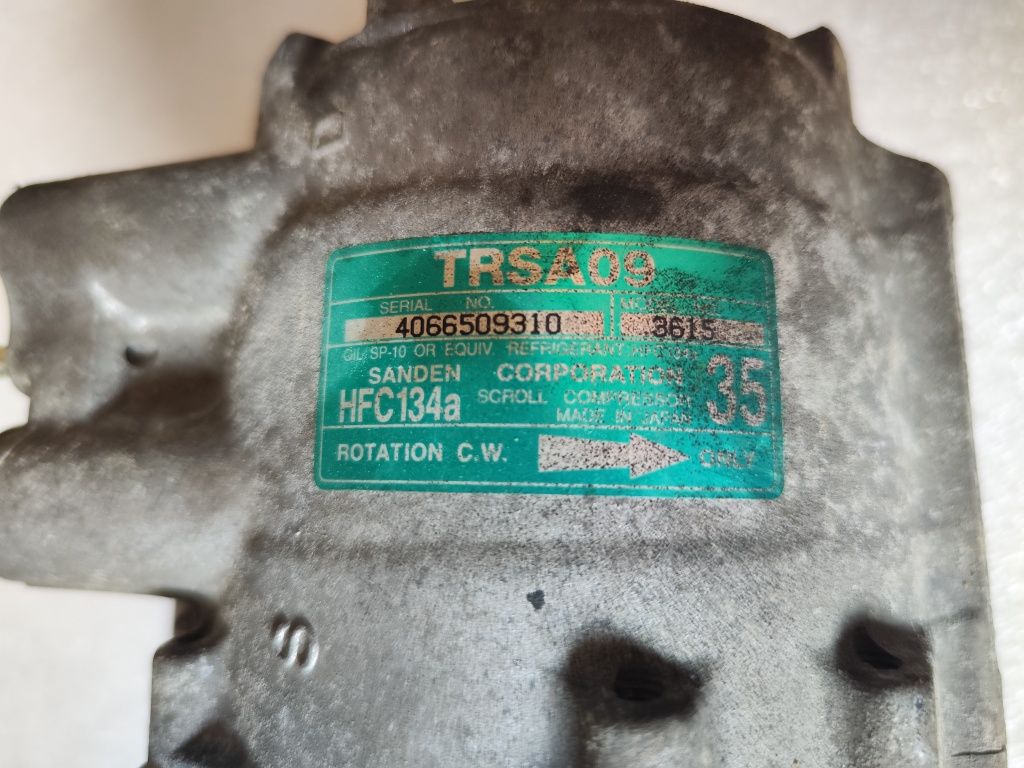 TRSA09
SERIAL NO.
4066509310 3615
OIL/SP-10 OR EQUIV. REFRIGERANT
SANDEN CORPORATION 35
HFC134a SCROLL COMPRESSOR
MADE IN JAPAN
ROTATION C.W. ONLY
S